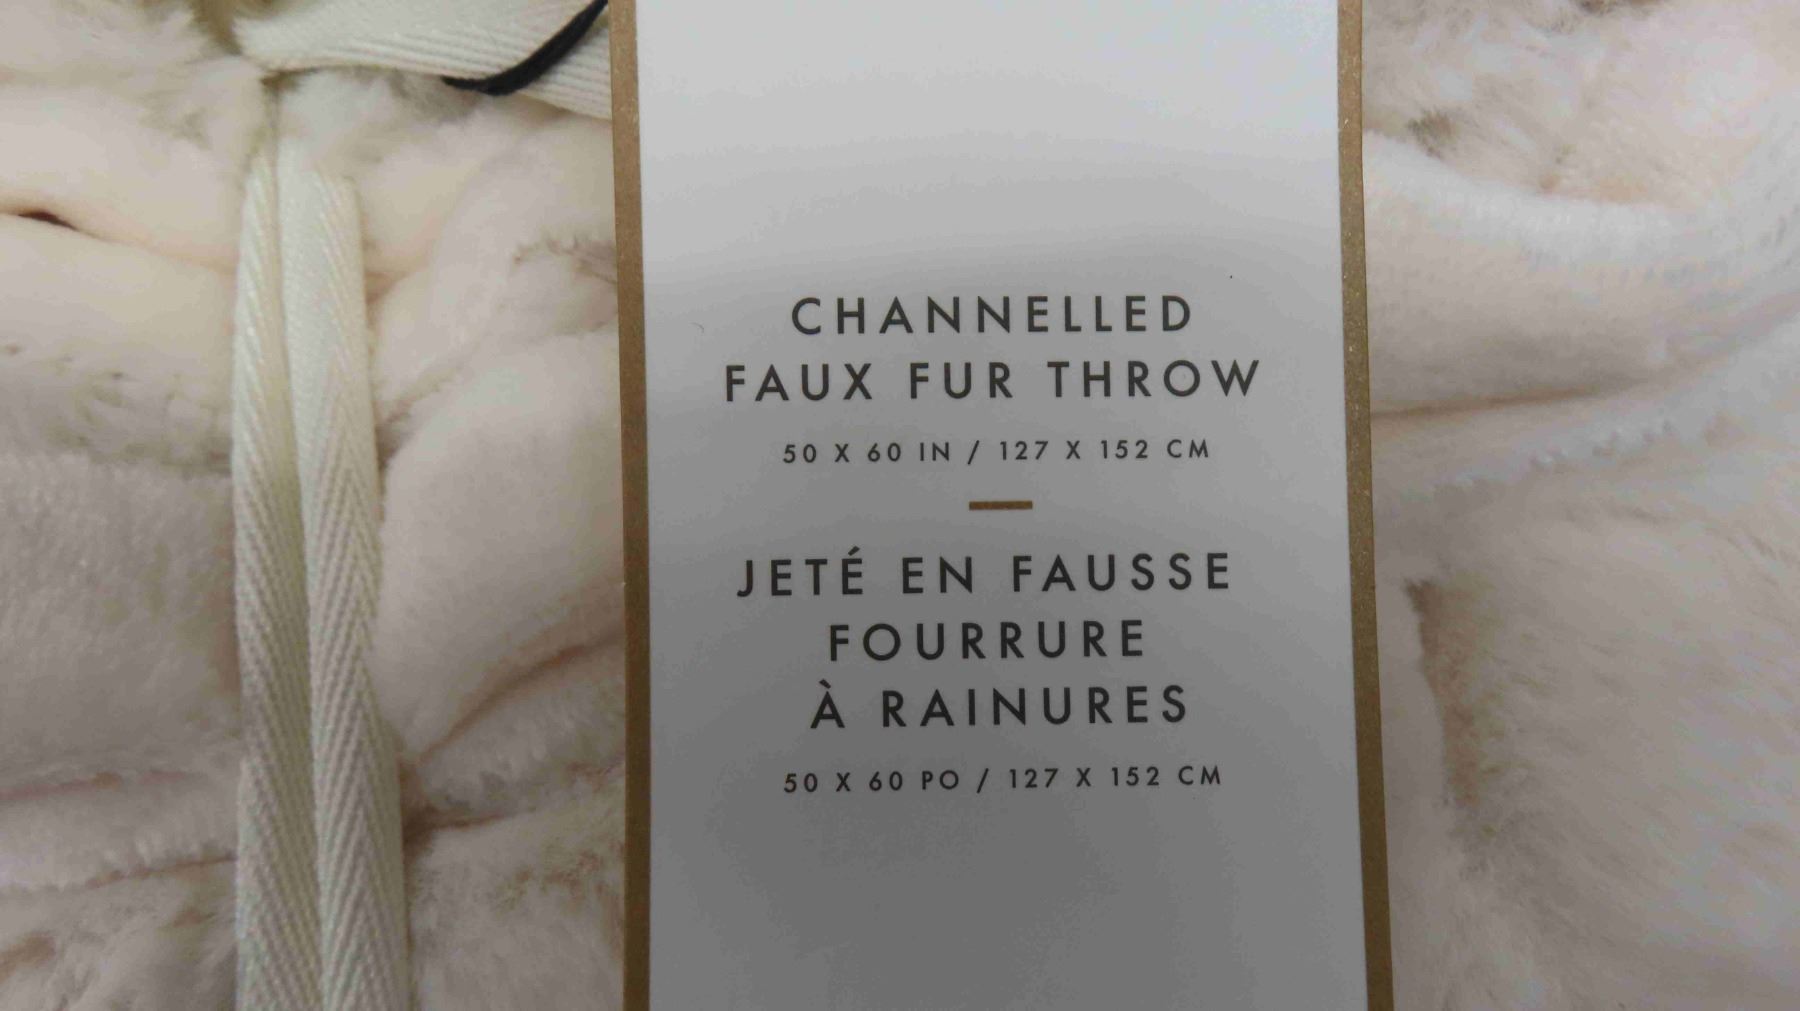 CHANNELLED
FAUX FUR THROW
50 X 60 IN / 127 X 152 CM
JETÉ EN FAUSSE
FOURRURE
À RAINURES
50 X 60 PO / 127 X 152 CM